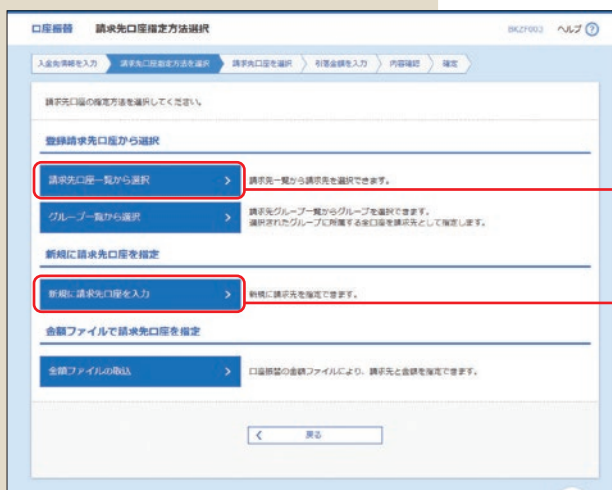 口座振替 請求先口座指定方法選択 BKZF002 ヘルプ ?
入金先情報を入力 請求先口座指定方法を選択 請求先口座を選択 引落金額を入力 内容確認 確定
請求先口座の指定方法を選択してください。
登録請求先口座から選択
請求先口座一覧から選択 請求先一覧から請求先を選択できます。
グループ一覧から選択 請求先グループ一覧からグループを選択できます。
選択されたグループに所属する全口座を請求先として指定します。
新規に請求先口座を指定
新規に請求先口座を入力 新規に請求先を指定できます。
金額ファイルで請求先口座を指定
金額ファイルの取込 口座振替の金額ファイルにより、請求先と金額を指定できます。
戻る